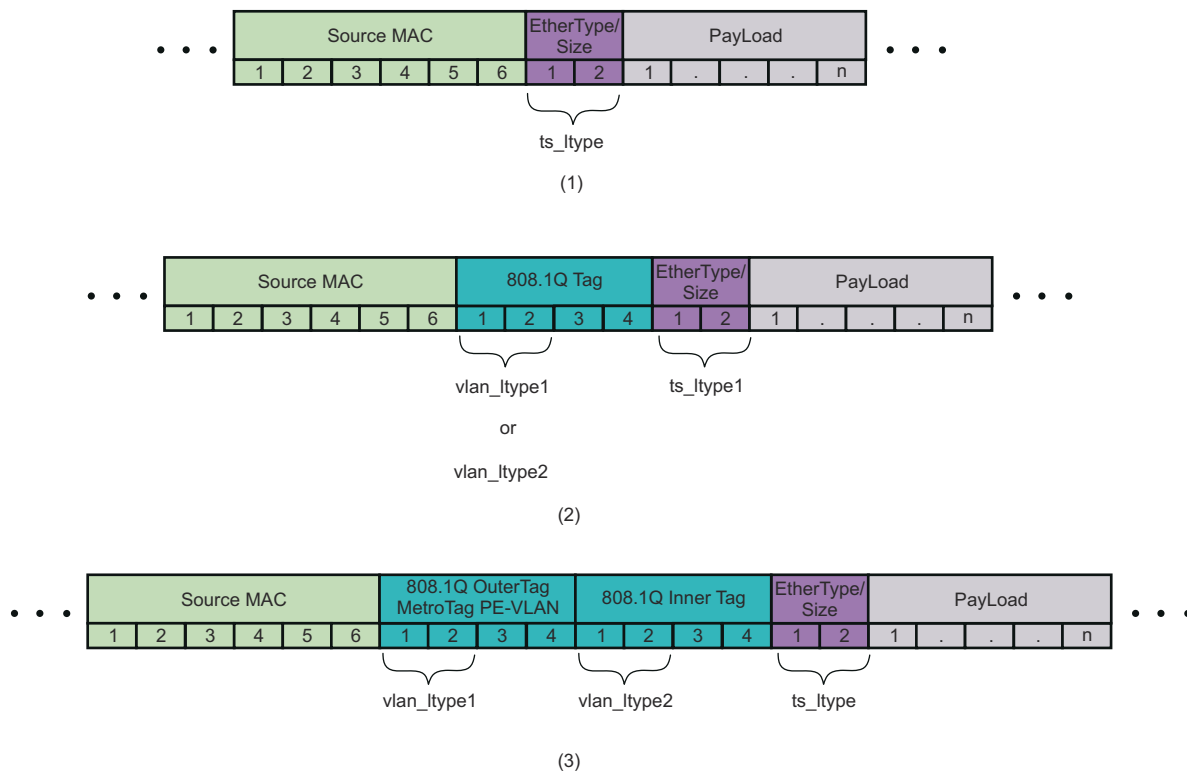 Source MAC EtherType/ Size PayLoad
1 2 3 4 5 6 1 2 1 . . . n
ts_ltype
(1)
Source MAC 808.1Q Tag EtherType/ Size PayLoad
1 2 3 4 5 6 1 2 3 4 1 2 1 . . . n
vlan_ltype1 ts_ltype1
or
vlan_ltype2
(2)
Source MAC 808.1Q OuterTag MetroTag PE-VLAN 808.1Q Inner Tag EtherType/ Size PayLoad
1 2 3 4 5 6 1 2 3 4 1 2 3 4 1 2 1 . . . n
vlan_ltype1 vlan_ltype2 ts_ltype
(3)